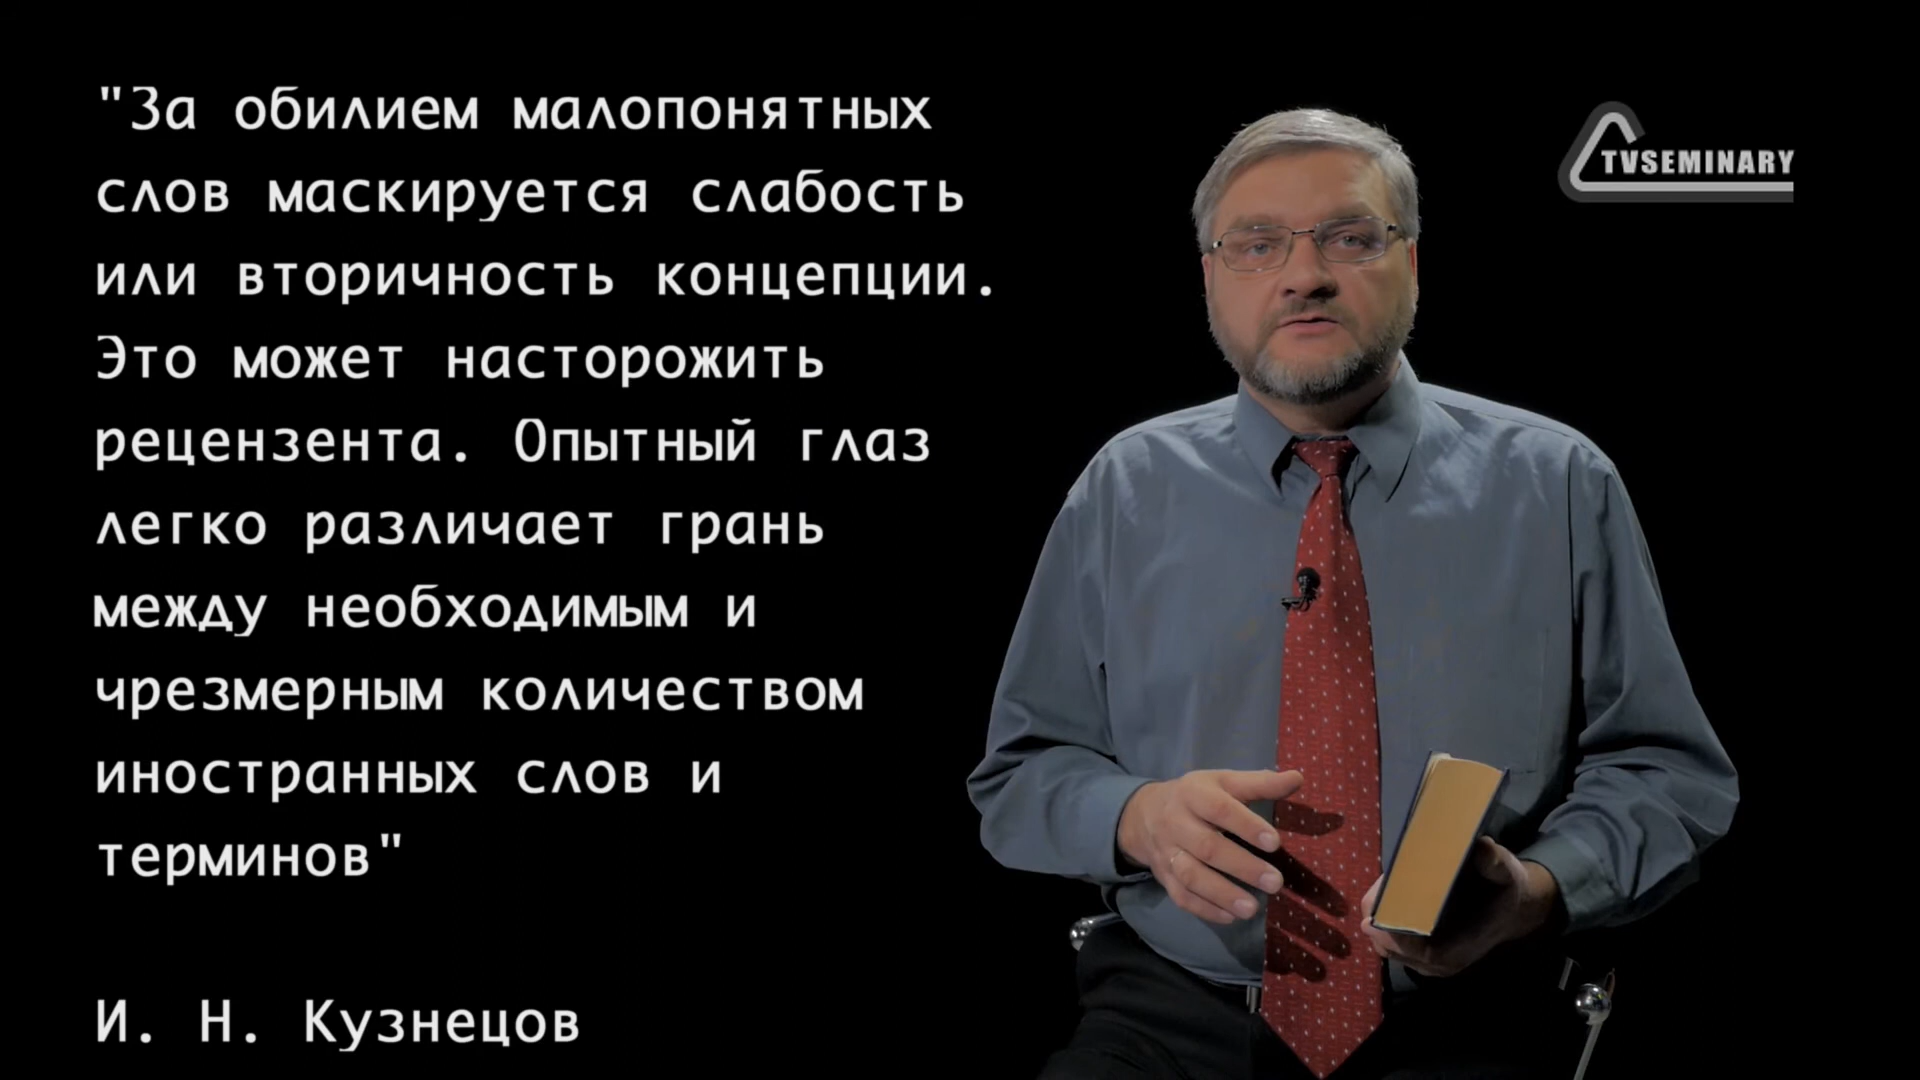 "За обилием малопонятных
слов маскируется слабость
или вторичность концепции.
Это может насторожить
рецензента. Опытный глаз
легко различает грань
между необходимым и
чрезмерным количеством
иностранных слов и
терминов"
И. Н. Кузнецов
TVSEMINARY